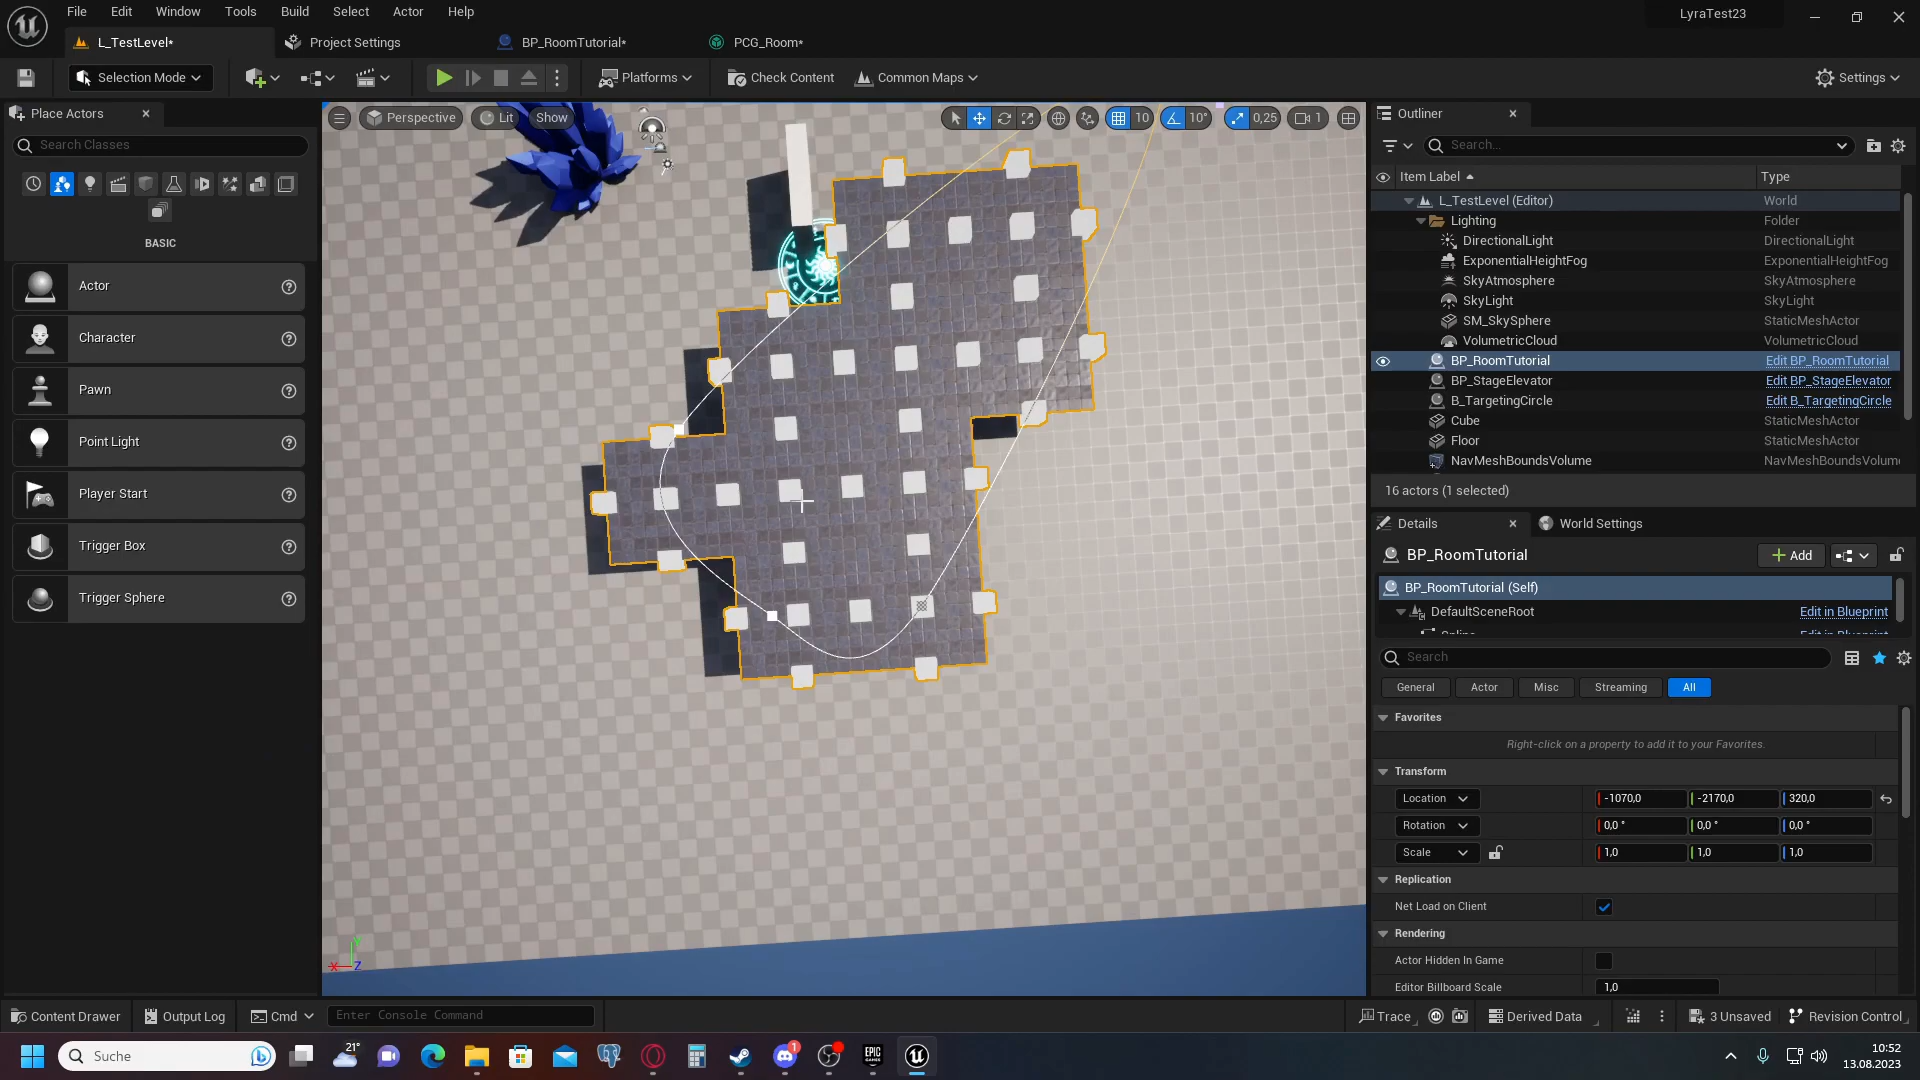 File Edit Window Tools Build Select Actor Help
LyraTest23
L_TestLevel*
Project Settings
BP_RoomTutorial*
PCG_Room*
Selection Mode
Platforms
Check Content
Common Maps
Settings
Place Actors
Search Classes
BASIC
Actor
Character
Pawn
Point Light
Player Start
Trigger Box
Trigger Sphere
Perspective
Lit
Show
10
10°
0,25
1
Outliner
Search...
Item Label
Type
L_TestLevel (Editor) World
Lighting Folder
DirectionalLight DirectionalLight
ExponentialHeightFog ExponentialHeightFog
SkyAtmosphere SkyAtmosphere
SkyLight SkyLight
SM_SkySphere StaticMeshActor
VolumetricCloud VolumetricCloud
BP_RoomTutorial Edit BP_RoomTutorial
BP_StageElevator Edit BP_StageElevator
B_TargetingCircle Edit B_TargetingCircle
Cube StaticMeshActor
Floor StaticMeshActor
NavMeshBoundsVolume NavMeshBoundsVolum
16 actors (1 selected)
Details
World Settings
BP_RoomTutorial
Add
BP_RoomTutorial (Self)
DefaultSceneRoot Edit in Blueprint
Search
General Actor Misc Streaming All
Favorites
Right-click on a property to add it to your Favorites.
Transform
Location -1070,0 -2170,0 320,0
Rotation 0,0 ° 0,0 ° 0,0 °
Scale 1,0 1,0 1,0
Replication
Net Load on Client
Rendering
Actor Hidden In Game
Editor Billboard Scale 1,0
X Y Z
Content Drawer
Output Log
Cmd
Enter Console Command
Trace
Derived Data
3 Unsaved
Revision Control
Suche
21°
1
EPIC GAMES
10:52
13.08.2023